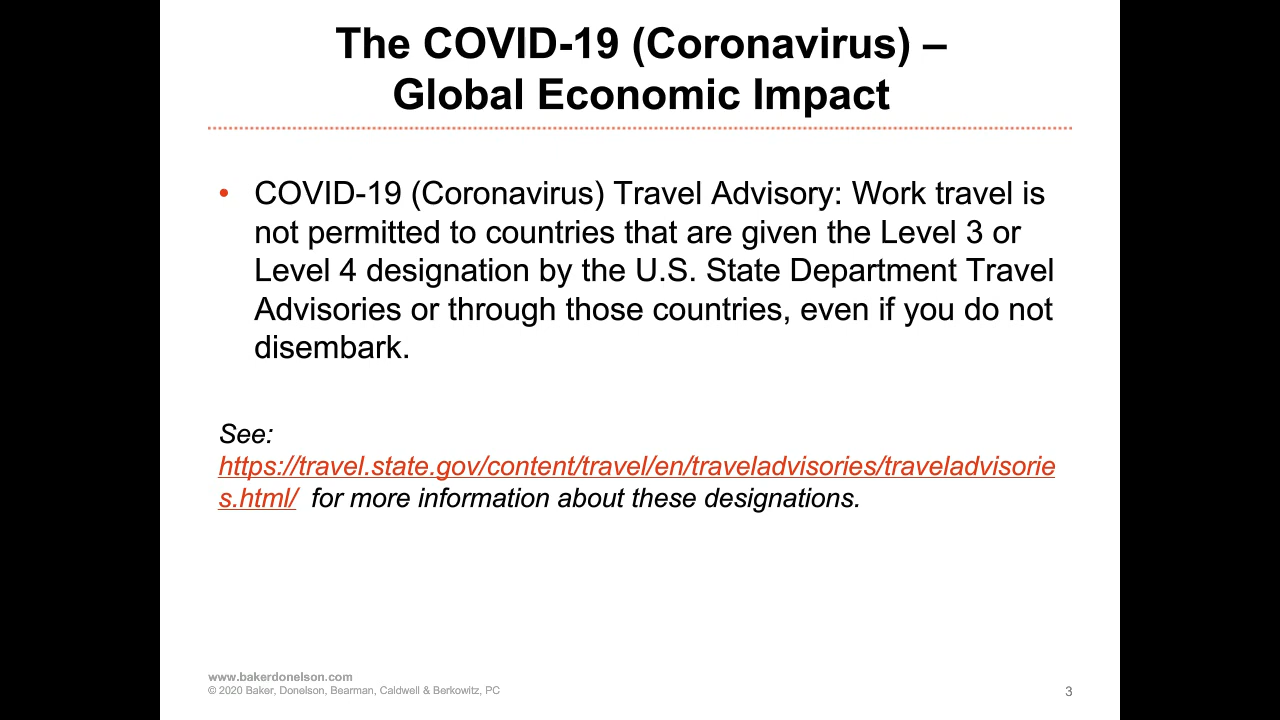 The COVID-19 (Coronavirus) –
Global Economic Impact
• COVID-19 (Coronavirus) Travel Advisory: Work travel is
not permitted to countries that are given the Level 3 or
Level 4 designation by the U.S. State Department Travel
Advisories or through those countries, even if you do not
disembark.
See:
https://travel.state.gov/content/travel/en/traveladvisories/traveladvisorie
s.html/ for more information about these designations.
www.bakerdonelson.com
© 2020 Baker, Donelson, Bearman, Caldwell & Berkowitz, PC
3